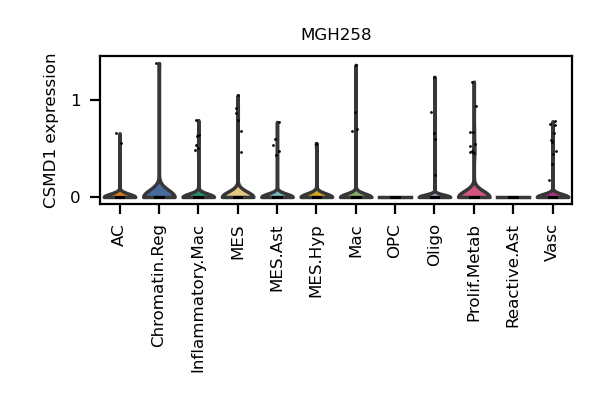 MGH258
CSMD1 expression
1
0
AC
Chromatin.Reg
Inflammatory.Mac
MES
MES.Ast
MES.Hyp
Mac
OPC
Oligo
Prolif.Metab
Reactive.Ast
Vasc